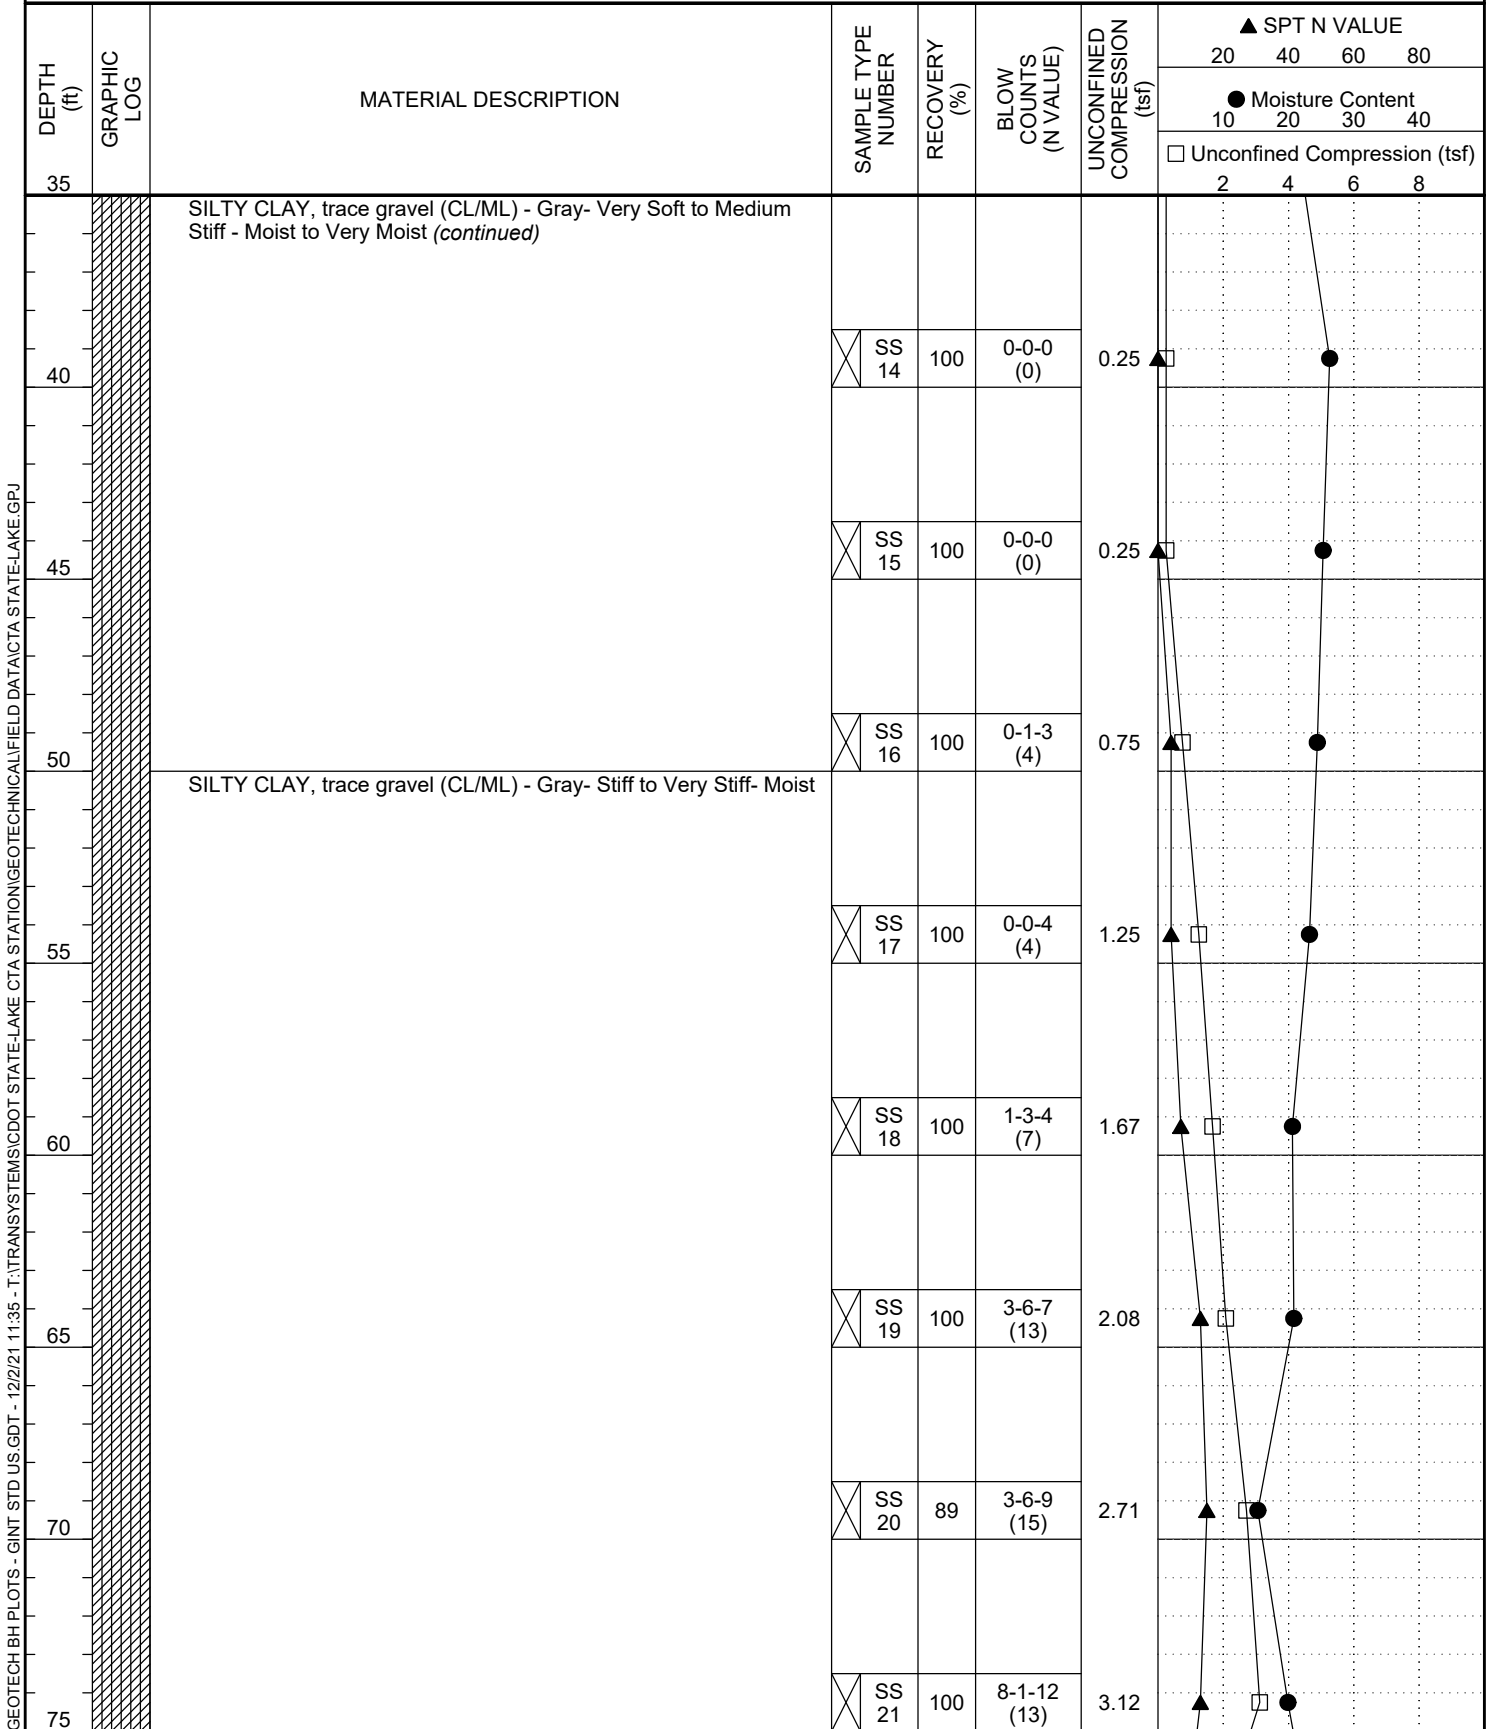 DEPTH
(ft)
GRAPHIC
LOG
MATERIAL DESCRIPTION
SAMPLE TYPE
NUMBER
RECOVERY
(%)
BLOW
COUNTS
(N VALUE)
UNCONFINED
COMPRESSION
(tsf)
▲ SPT N VALUE
20 40 60 80
● Moisture Content
10 20 30 40
□ Unconfined Compression (tsf)
2 4 6 8
35
SILTY CLAY, trace gravel (CL/ML) - Gray- Very Soft to Medium
Stiff - Moist to Very Moist (continued)
SS
14
100
0-0-0
(0)
0.25
40
SS
15
100
0-0-0
(0)
0.25
45
SS
16
100
0-1-3
(4)
0.75
50
SILTY CLAY, trace gravel (CL/ML) - Gray- Stiff to Very Stiff- Moist
SS
17
100
0-0-4
(4)
1.25
55
SS
18
100
1-3-4
(7)
1.67
60
SS
19
100
3-6-7
(13)
2.08
65
SS
20
89
3-6-9
(15)
2.71
70
SS
21
100
8-1-12
(13)
3.12
75
GEOTECH BH PLOTS - GINT STD US.GDT - 12/2/21 11:35 - T:\TRANSYSTEMS\CDOT STATE-LAKE CTA STATION\GEOTECHNICAL\FIELD DATA\CTA STATE-LAKE.GPJ